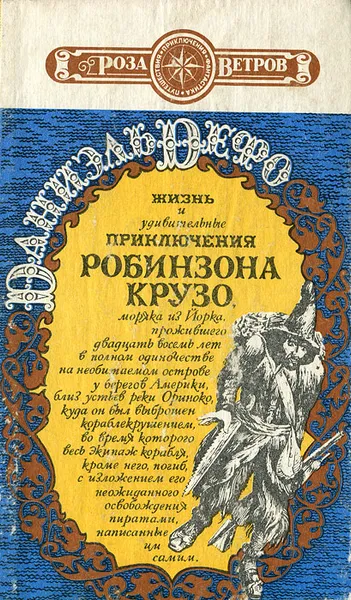 РОЗА ВЕТРОВ
ПУТЕШЕСТВИЯ • ПРИКЛЮЧЕНИЯ • ФАНТАСТИКА
ДАНИЭЛЬ ДЕФО
ЖИЗНЬ
и
удивительные
ПРИКЛЮЧЕНИЯ
РОБИНЗОНА
КРУЗО,
моряка из Йорка,
прожившего
двадцать восемь лет
в полном одиночестве
на необитаемом острове
у берегов Америки,
близ устьев реки Ориноко,
куда он был выброшен
кораблекрушением,
во время которого
весь экипаж корабля,
кроме него, погиб,
с изложением его
неожиданного
освобождения
пиратами,
написанные
им
самим.